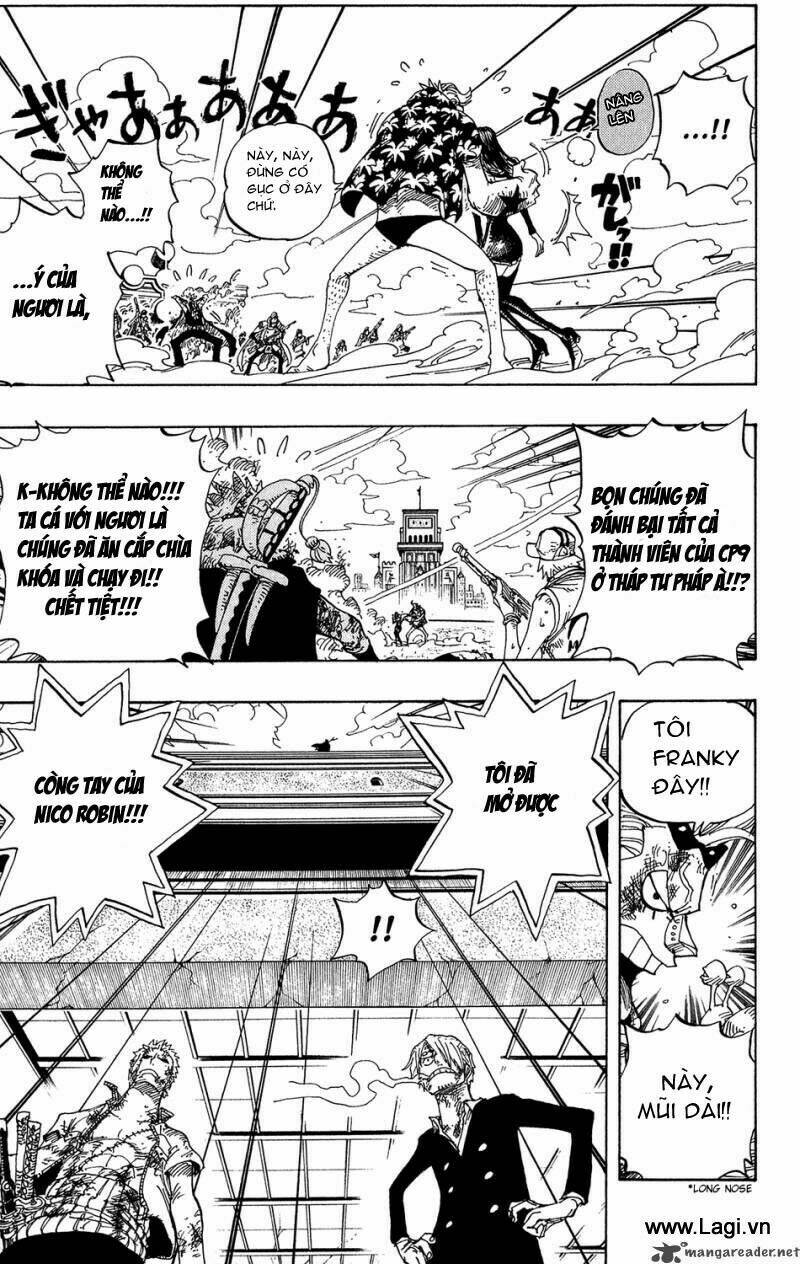 ...!!
NÂNG
LÊN
ガシッ!!
ぎゃあああああああ
NÀY, NÀY,
ĐỪNG CÓ
GỤC Ở ĐÂY
CHỨ.
KHÔNG
THỂ
NÀO...!!
...Ý CỦA
NGƯƠI LÀ,
BỌN CHÚNG ĐÃ
ĐÁNH BẠI TẤT CẢ
THÀNH VIÊN CỦA CP9
Ở THÁP TƯ PHÁP À!!?
K-KHÔNG THỂ NÀO!!!
TA CÁ VỚI NGƯƠI LÀ
CHÚNG ĐÃ ĂN CẮP CHÌA
KHÓA VÀ CHẠY ĐI!!
CHẾT TIỆT!!!
TÔI
FRANKY
ĐÂY!!
NÀY,
MŨI DÀI!!
*LONG NOSE
TÔI ĐÃ
MỞ ĐƯỢC
CÒNG TAY CỦA
NICO ROBIN!!!
!!
www.Lagi.vn
mangareader.net